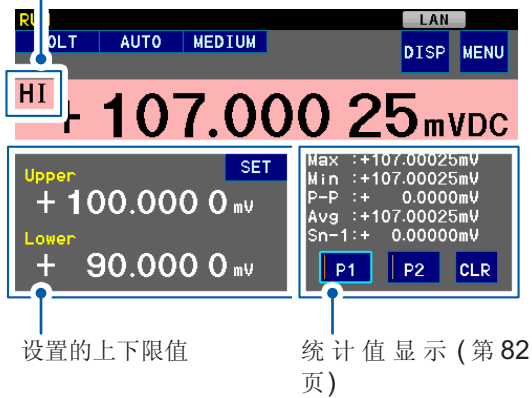 RUN LAN
VOLT AUTO MEDIUM DISP MENU
HI + 107.000 25 mVDC
Upper SET
+ 100.000 0 mV
Lower
+ 90.000 0 mV
Max :+107.00025mV
Min :+107.00025mV
P-P :+ 0.0000mV
Avg :+107.00025mV
Sn-1:+ 0.00000mV
P1 P2 CLR
设置的上下限值
统计值显示(第82
页)